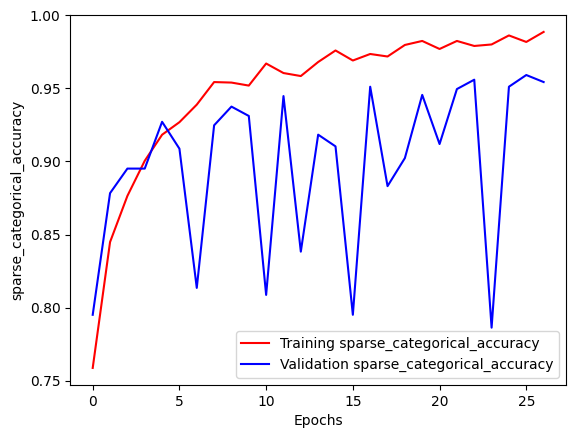 1.00
0.95
0.90
0.85
0.80
0.75
sparse_categorical_accuracy
Training sparse_categorical_accuracy
Validation sparse_categorical_accuracy
0 5 10 15 20 25
Epochs